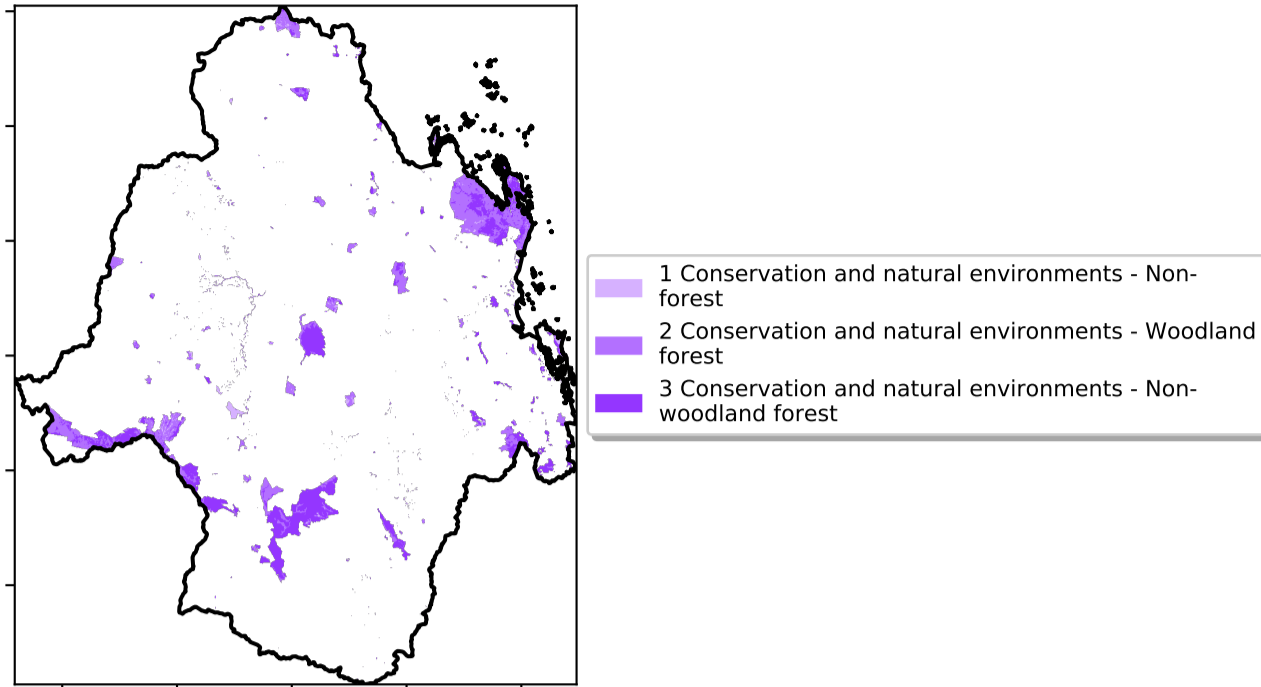 1 Conservation and natural environments - Non-
forest
2 Conservation and natural environments - Woodland
forest
3 Conservation and natural environments - Non-
woodland forest